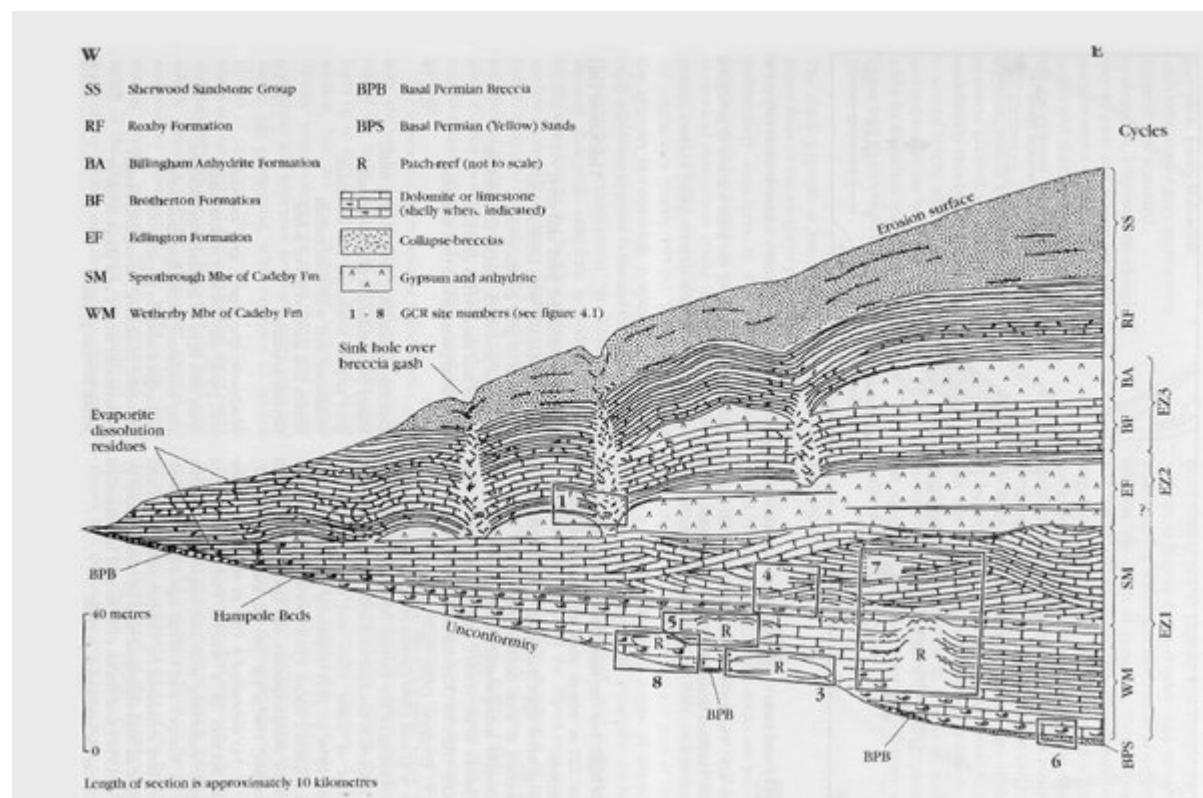 W
E
SS Sherwood Sandstone Group
RF Roxby Formation
BA Billingham Anhydrite Formation
BF Brotherton Formation
EF Edlington Formation
SM Sprotbrough Mbr of Cadeby Fm
WM Wetherby Mbr of Cadeby Fm
BPB Basal Permian Breccia
BPS Basal Permian (Yellow) Sands
R Patch-reef (not to scale)
Dolomite or limestone
(shelly when indicated)
Collapse-breccias
Gypsum and anhydrite
1 - 8 GCR site numbers (see figure 4.1)
Cycles
Erosion surface
Sink hole over
breccia gash
Evaporite
dissolution
residues
SS
RF
BA
BF
EF
SM
WM
BPS
EZ3
EZ2
?
EZ1
1
4
7
5
R
R
R
R
8
3
6
BPB
Hampole Beds
Unconformity
BPB
BPB
40 metres
0
Length of section is approximately 10 kilometres